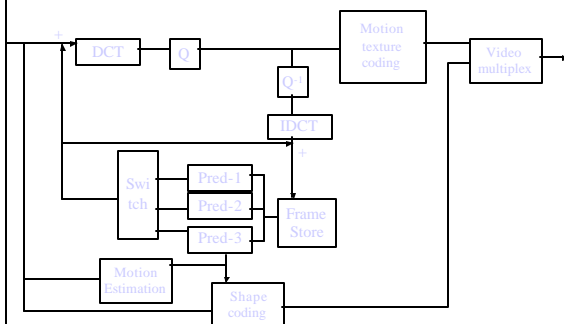 +
DCT
Q
Motion
texture
coding
Video
multiplex
Q-1
IDCT
+
Swi
tch
Pred-1
Pred-2
Pred-3
Frame
Store
Motion
Estimation
Shape
coding